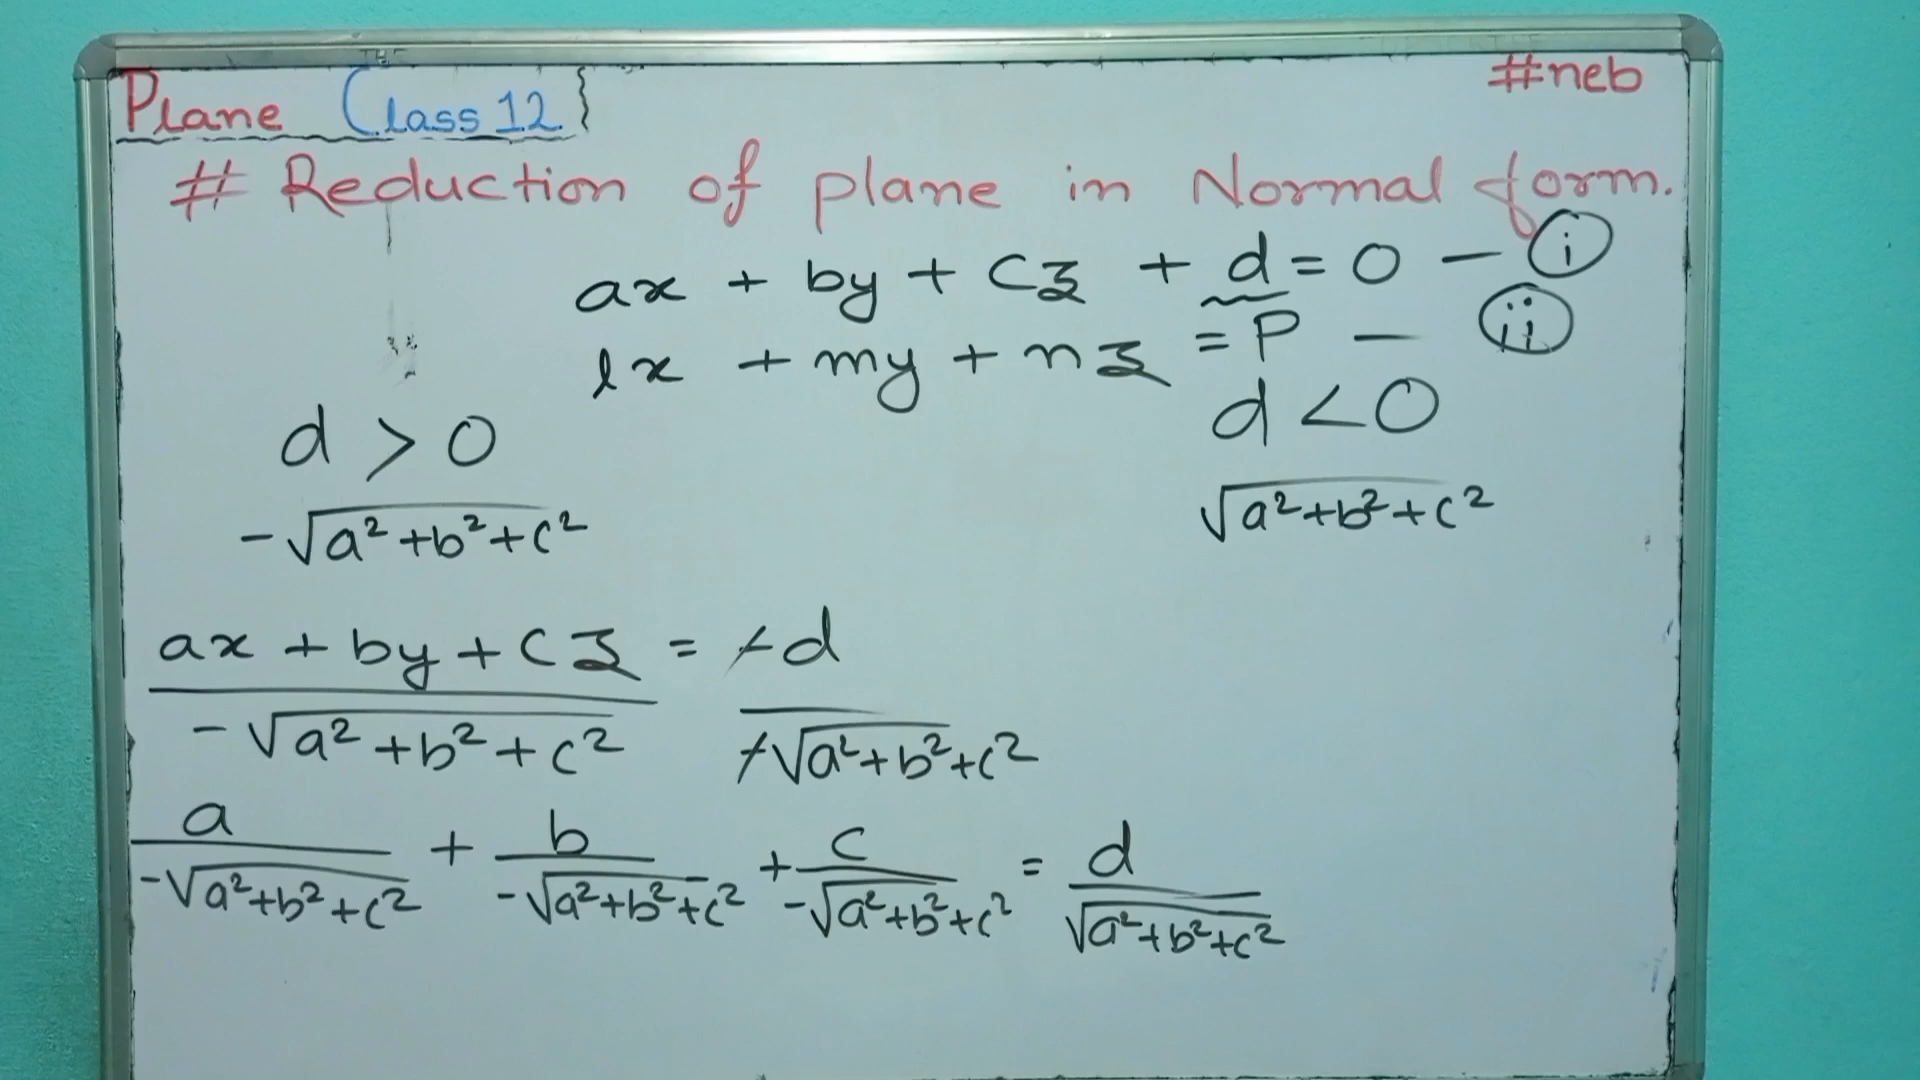 Plane Class 12
#neb
# Reduction of plane in Normal form.
ax + by + cz + d = 0 - (i)
lx + my + nz = P - (ii)
d > 0
d < 0
-√(a²+b²+c²)
√(a²+b²+c²)
(ax + by + cz)/(-√(a²+b²+c²)) = -d/(-√(a²+b²+c²))
a/(-√(a²+b²+c²)) + b/(-√(a²+b²+c²)) + c/(-√(a²+b²+c²)) = d/√(a²+b²+c²)